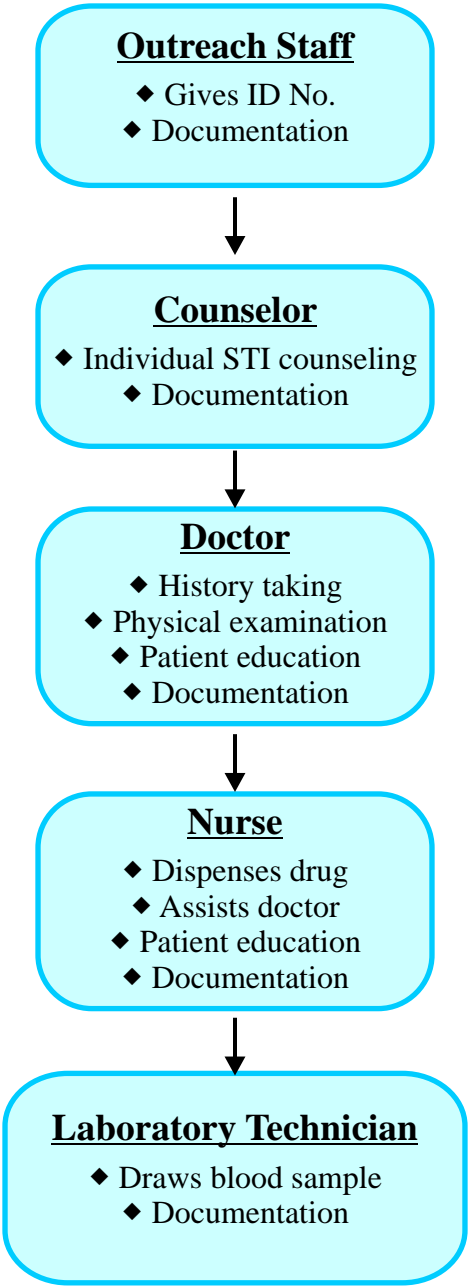 Outreach Staff
◆ Gives ID No.
◆ Documentation
Counselor
◆ Individual STI counseling
◆ Documentation
Doctor
◆ History taking
◆ Physical examination
◆ Patient education
◆ Documentation
Nurse
◆ Dispenses drug
◆ Assists doctor
◆ Patient education
◆ Documentation
Laboratory Technician
◆ Draws blood sample
◆ Documentation